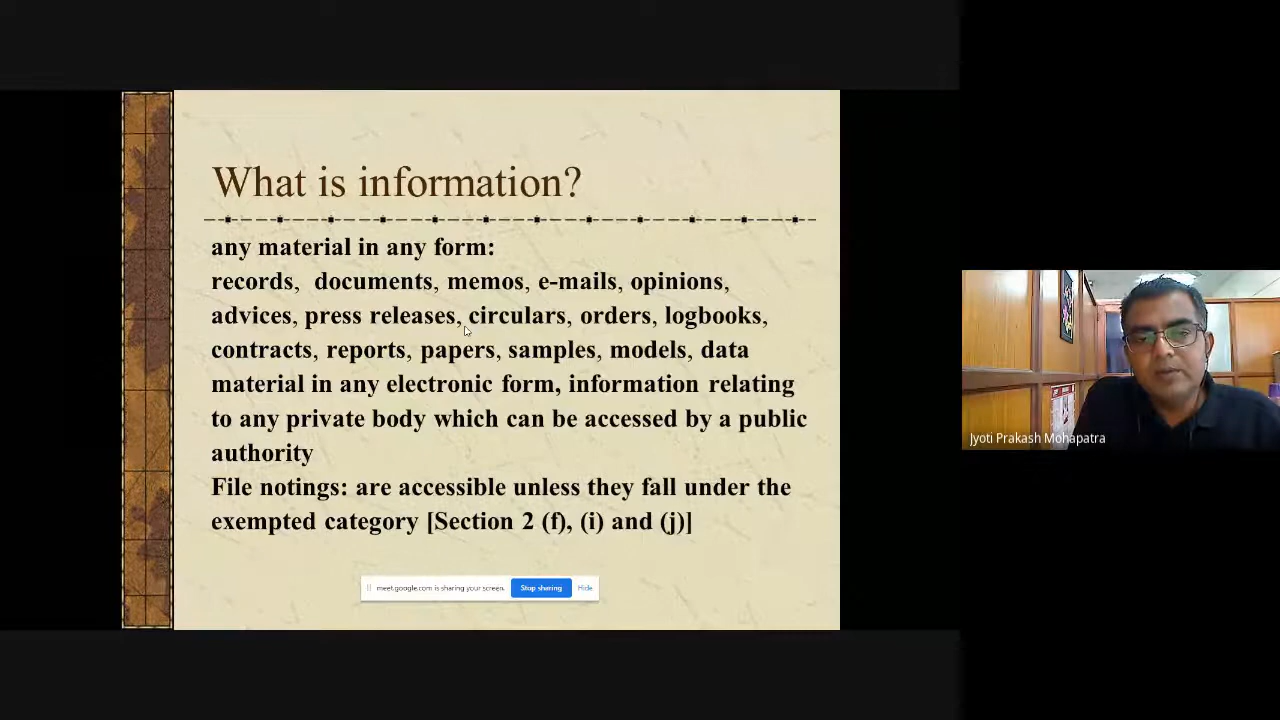 What is information?
any material in any form:
records,  documents, memos, e-mails, opinions,
advices, press releases, circulars, orders, logbooks,
contracts, reports, papers, samples, models, data
material in any electronic form, information relating
to any private body which can be accessed by a public
authority
File notings: are accessible unless they fall under the
exempted category [Section 2 (f), (i) and (j)]
meet.google.com is sharing your screen. Stop sharing Hide
Jyoti Prakash Mohapatra